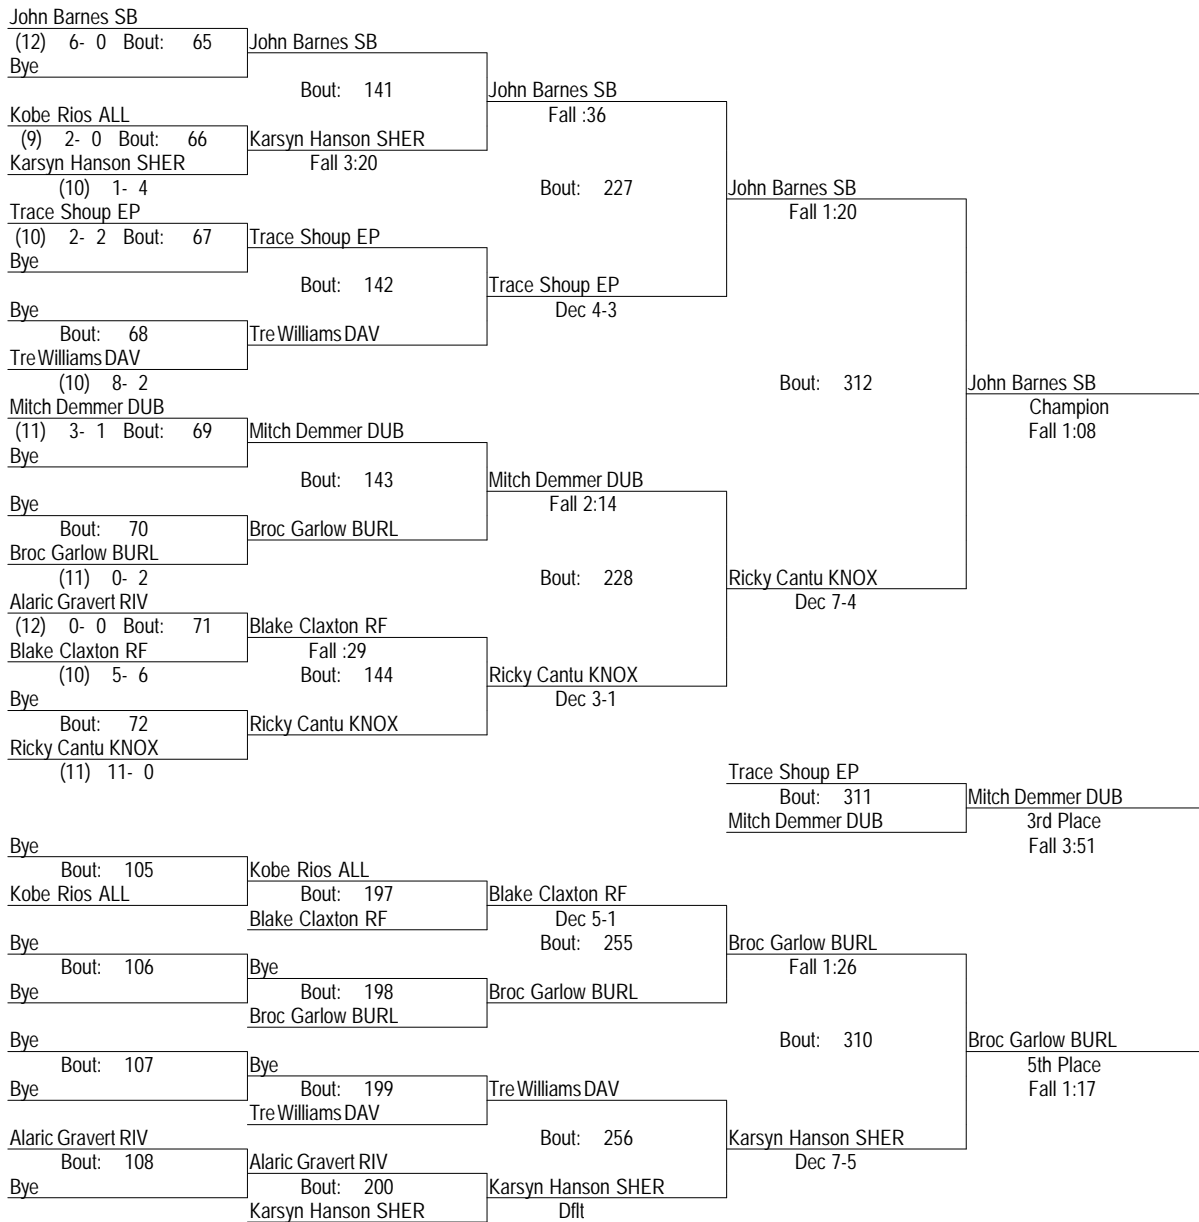 John Barnes SB
(12) 6- 0 Bout: 65 John Barnes SB
Bye
Bout: 141 John Barnes SB
Kobe Rios ALL Fall :36
(9) 2- 0 Bout: 66 Karsyn Hanson SHER
Karsyn Hanson SHER Fall 3:20
(10) 1- 4 Bout: 227 John Barnes SB
Trace Shoup EP Fall 1:20
(10) 2- 2 Bout: 67 Trace Shoup EP
Bye
Bout: 142 Trace Shoup EP
Bye Dec 4-3
Bout: 68 Tre Williams DAV
Tre Williams DAV
(10) 8- 2 Bout: 312 John Barnes SB
Mitch Demmer DUB Champion
(11) 3- 1 Bout: 69 Mitch Demmer DUB Fall 1:08
Bye
Bout: 143 Mitch Demmer DUB
Bye Fall 2:14
Bout: 70 Broc Garlow BURL
Broc Garlow BURL
(11) 0- 2 Bout: 228 Ricky Cantu KNOX
Alaric Gravert RIV Dec 7-4
(12) 0- 0 Bout: 71 Blake Claxton RF
Blake Claxton RF Fall :29
(10) 5- 6 Bout: 144 Ricky Cantu KNOX
Bye Dec 3-1
Bout: 72 Ricky Cantu KNOX
Ricky Cantu KNOX
(11) 11- 0 Trace Shoup EP
Bout: 311 Mitch Demmer DUB
Mitch Demmer DUB 3rd Place
Bye Fall 3:51
Bout: 105 Kobe Rios ALL
Kobe Rios ALL Bout: 197 Blake Claxton RF
Blake Claxton RF Dec 5-1
Bye Bout: 255 Broc Garlow BURL
Bout: 106 Bye Fall 1:26
Bye Bout: 198 Broc Garlow BURL
Broc Garlow BURL
Bye Bout: 310 Broc Garlow BURL
Bout: 107 Bye 5th Place
Bye Bout: 199 Tre Williams DAV Fall 1:17
Tre Williams DAV
Alaric Gravert RIV Bout: 256 Karsyn Hanson SHER
Bout: 108 Alaric Gravert RIV Dec 7-5
Bye Bout: 200 Karsyn Hanson SHER
Karsyn Hanson SHER Dflt